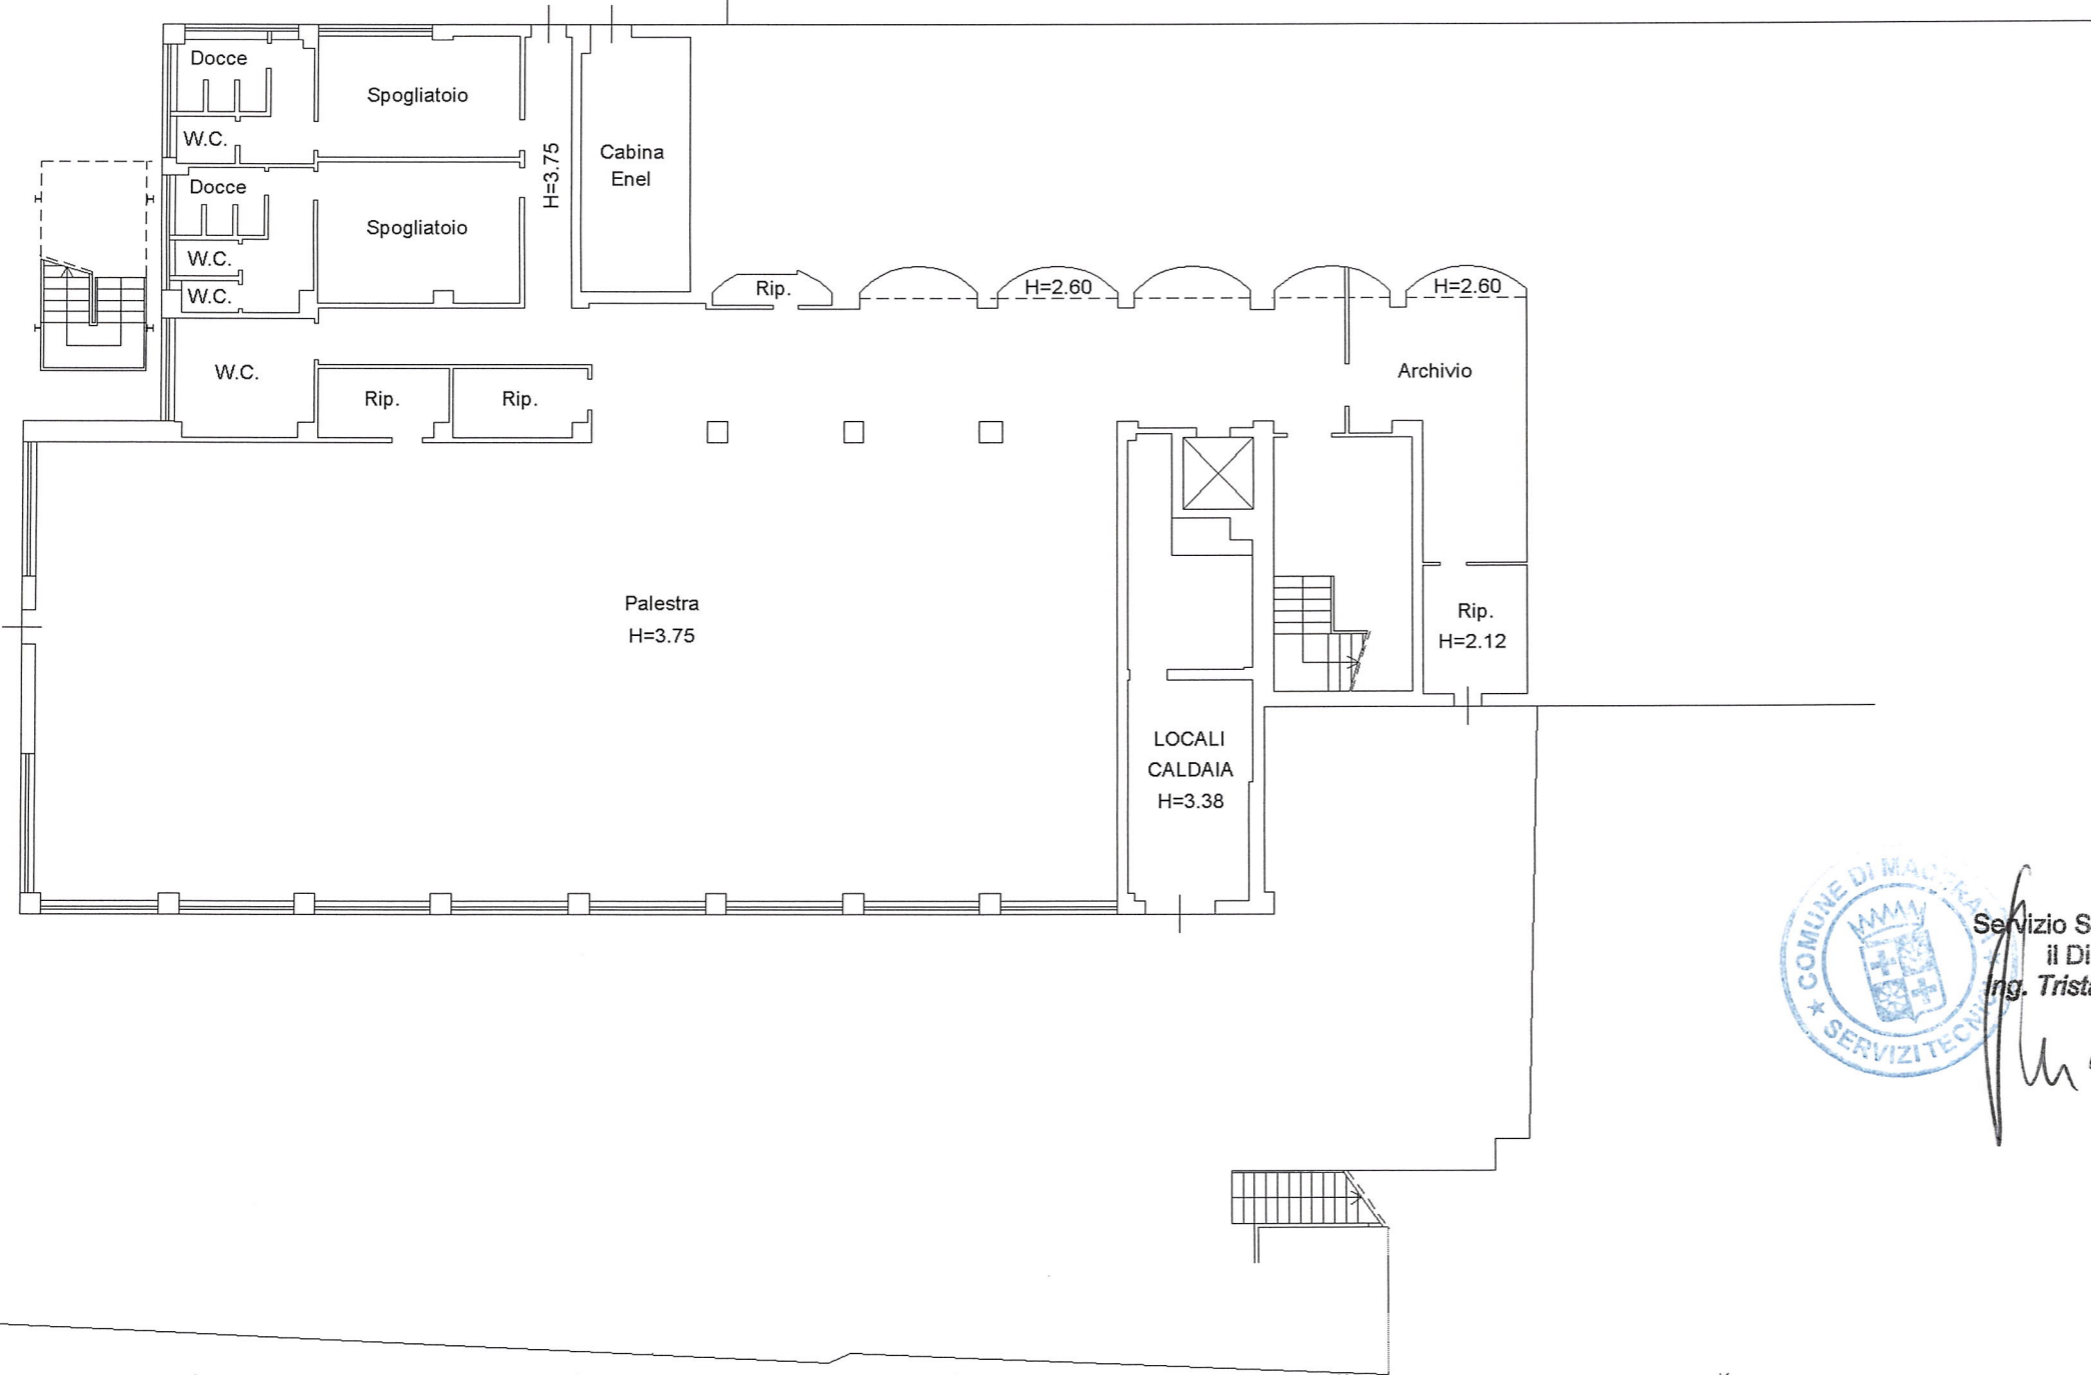 Docce
Spogliatoio
W.C.
H=3.75
Cabina
Enel
Docce
Spogliatoio
W.C.
W.C.
Rip.
H=2.60
H=2.60
W.C.
Rip.
Rip.
Archivio
Palestra
H=3.75
Rip.
H=2.12
LOCALI
CALDAIA
H=3.38
COMUNE DI
SERVIZI TECNICI
Servizio S
il Di
Ing. Trista